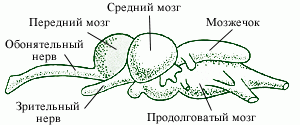 Средний мозг
Передний мозг
Мозжечок
Обонятельный
нерв
Зрительный
нерв
Продолговатый мозг